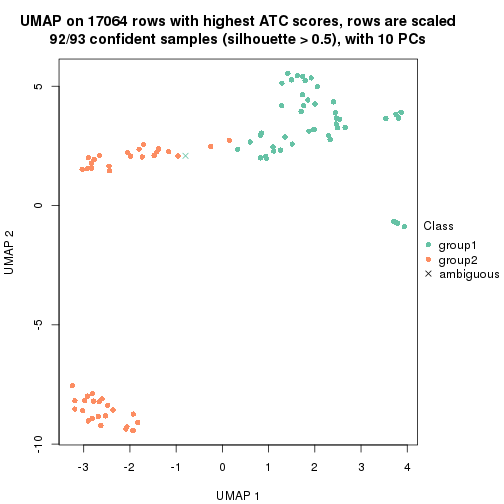 UMAP on 17064 rows with highest ATC scores, rows are scaled
92/93 confident samples (silhouette > 0.5), with 10 PCs
5
0
-5
-10
UMAP 2
-3 -2 -1 0 1 2 3 4
UMAP 1
Class
group1
group2
ambiguous